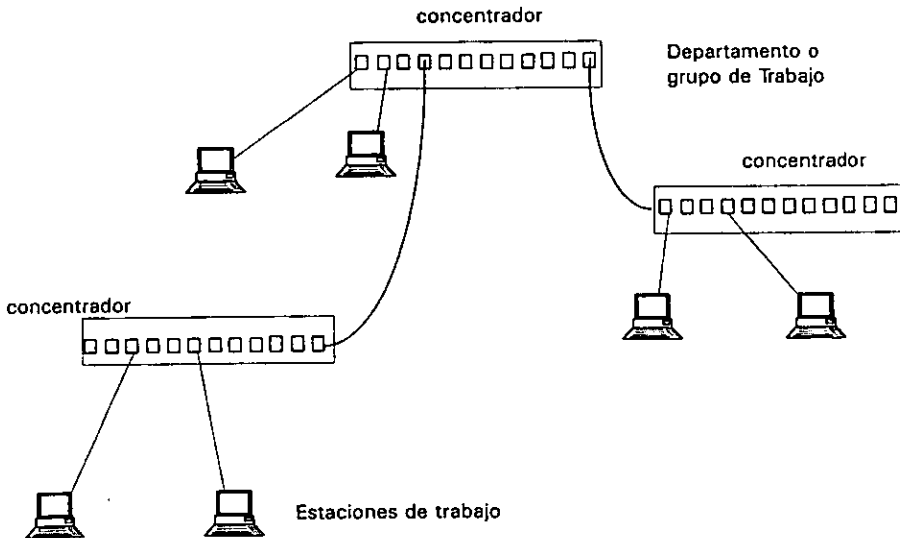 concentrador
Departamento o
grupo de Trabajo
concentrador
concentrador
Estaciones de trabajo